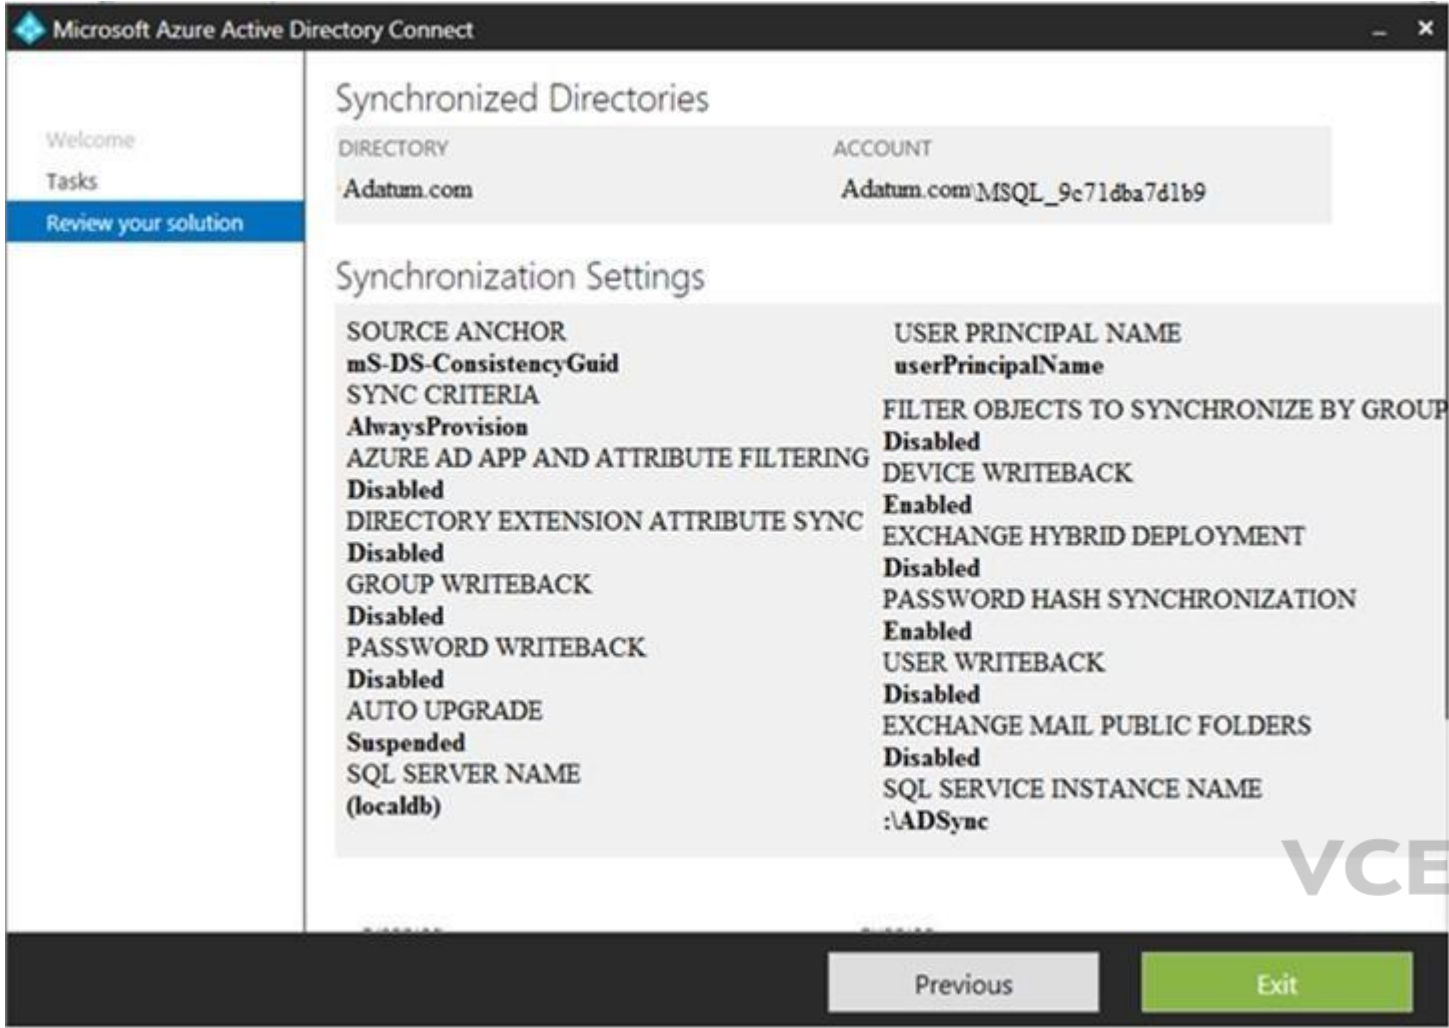 Microsoft Azure Active Directory Connect
Welcome
Tasks
Review your solution
Synchronized Directories
DIRECTORY ACCOUNT
Adatum.com Adatum.com\MSQL_9c71dba7d1b9
Synchronization Settings
SOURCE ANCHOR
mS-DS-ConsistencyGuid
SYNC CRITERIA
AlwaysProvision
AZURE AD APP AND ATTRIBUTE FILTERING
Disabled
DIRECTORY EXTENSION ATTRIBUTE SYNC
Disabled
GROUP WRITEBACK
Disabled
PASSWORD WRITEBACK
Disabled
AUTO UPGRADE
Suspended
SQL SERVER NAME
(localdb)
USER PRINCIPAL NAME
userPrincipalName
FILTER OBJECTS TO SYNCHRONIZE BY GROUP
Disabled
DEVICE WRITEBACK
Enabled
EXCHANGE HYBRID DEPLOYMENT
Disabled
PASSWORD HASH SYNCHRONIZATION
Enabled
USER WRITEBACK
Disabled
EXCHANGE MAIL PUBLIC FOLDERS
Disabled
SQL SERVICE INSTANCE NAME
:\ADSync
VCE
Previous
Exit